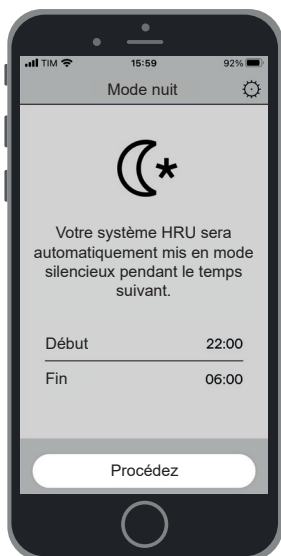 TIM 15:59 92%
Mode nuit
Votre système HRU sera
automatiquement mis en mode
silencieux pendant le temps
suivant.
Début 22:00
Fin 06:00
Procédez